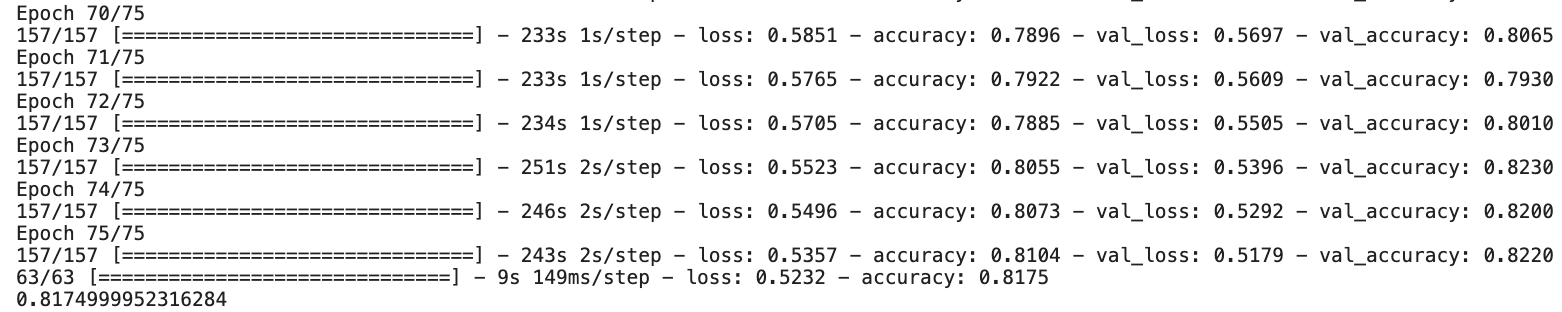 Epoch 70/75
157/157 [==============================] - 233s 1s/step - loss: 0.5851 - accuracy: 0.7896 - val_loss: 0.5697 - val_accuracy: 0.8065
Epoch 71/75
157/157 [==============================] - 233s 1s/step - loss: 0.5765 - accuracy: 0.7922 - val_loss: 0.5609 - val_accuracy: 0.7930
Epoch 72/75
157/157 [==============================] - 234s 1s/step - loss: 0.5705 - accuracy: 0.7885 - val_loss: 0.5505 - val_accuracy: 0.8010
Epoch 73/75
157/157 [==============================] - 251s 2s/step - loss: 0.5523 - accuracy: 0.8055 - val_loss: 0.5396 - val_accuracy: 0.8230
Epoch 74/75
157/157 [==============================] - 246s 2s/step - loss: 0.5496 - accuracy: 0.8073 - val_loss: 0.5292 - val_accuracy: 0.8200
Epoch 75/75
157/157 [==============================] - 243s 2s/step - loss: 0.5357 - accuracy: 0.8104 - val_loss: 0.5179 - val_accuracy: 0.8220
63/63 [==============================] - 9s 149ms/step - loss: 0.5232 - accuracy: 0.8175
0.8174999952316284